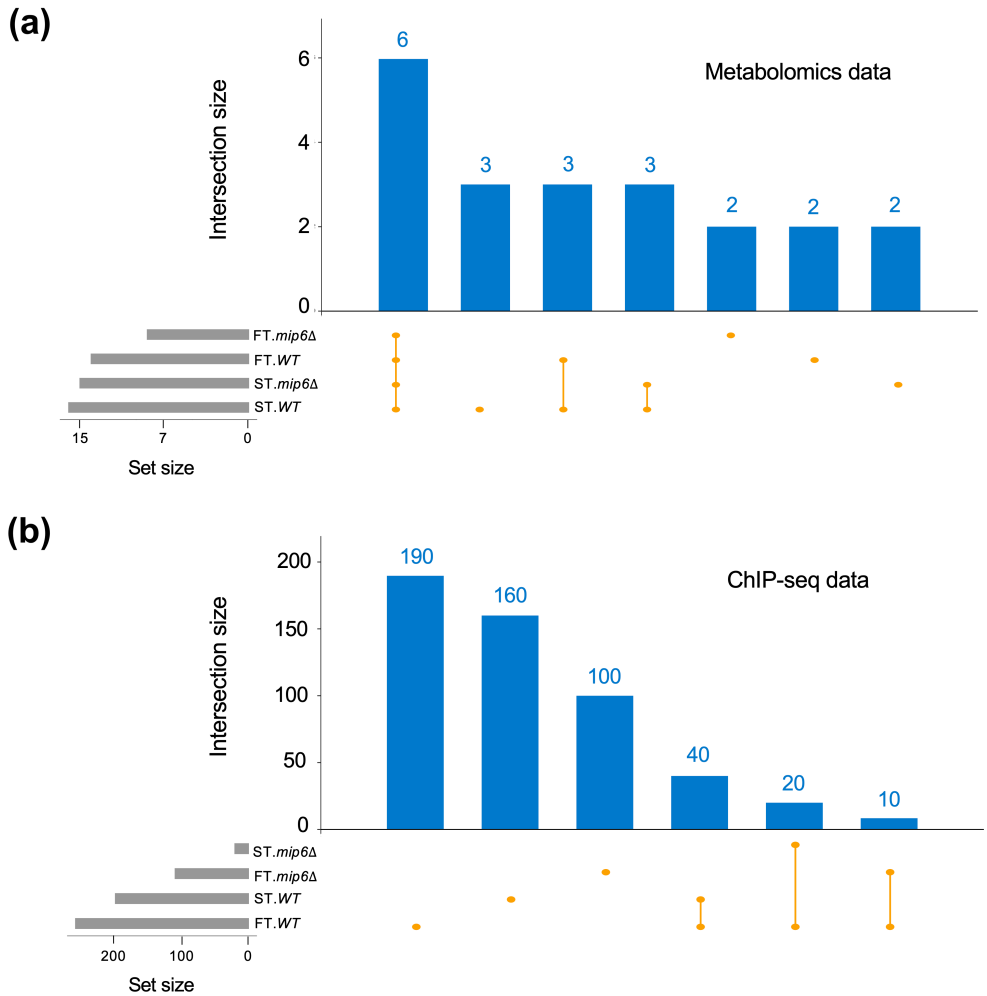 (a)
6
6
Metabolomics data
Intersection size
4
3
3
3
2
2
2
2
0
FT.mip6Δ
FT.WT
ST.mip6Δ
ST.WT
15 7 0
Set size
(b)
200
190
ChIP-seq data
160
150
Intersection size
100
100
50
40
20
10
0
ST.mip6Δ
FT.mip6Δ
ST.WT
FT.WT
200 100 0
Set size